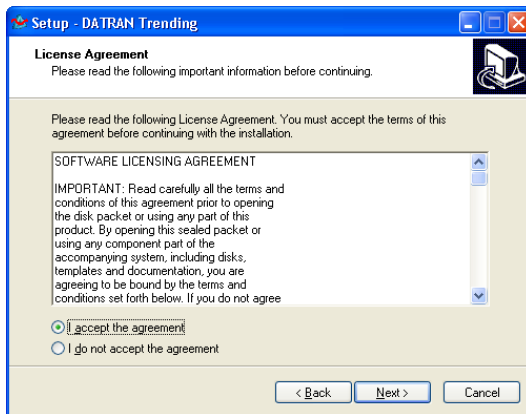 Setup - DATRAN Trending
License Agreement
Please read the following important information before continuing.
Please read the following License Agreement. You must accept the terms of this
agreement before continuing with the installation.
SOFTWARE LICENSING AGREEMENT
IMPORTANT: Read carefully all the terms and
conditions of this agreement prior to opening
the disk packet or using any part of this
product. By opening this sealed packet or
using any component part of the
accompanying system, including disks,
templates and documentation, you are
agreeing to be bound by the terms and
conditions set forth below. If you do not agree
I accept the agreement
I do not accept the agreement
< Back Next > Cancel